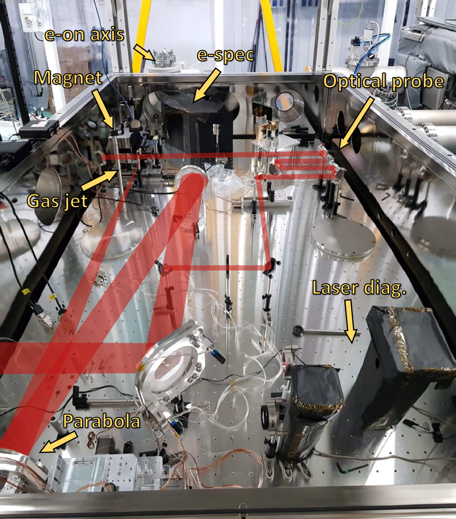 e-on axis
e-spec
Magnet
Optical probe
Gas jet
Laser diag.
Parabola